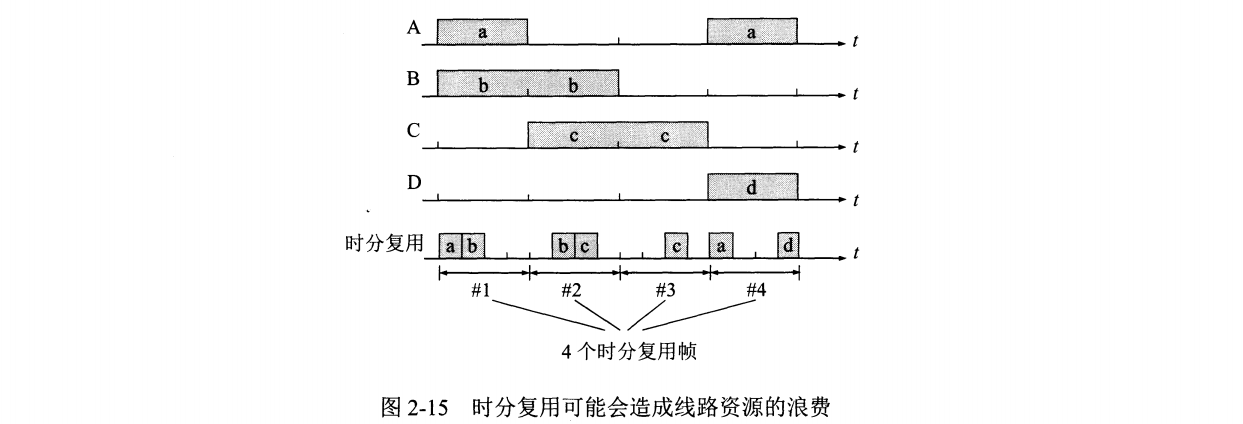 A a a t
B b b t
C c c t
D d t
时分复用 a b b c c a d t
#1 #2 #3 #4
4 个时分复用帧
图 2-15 时分复用可能会造成线路资源的浪费